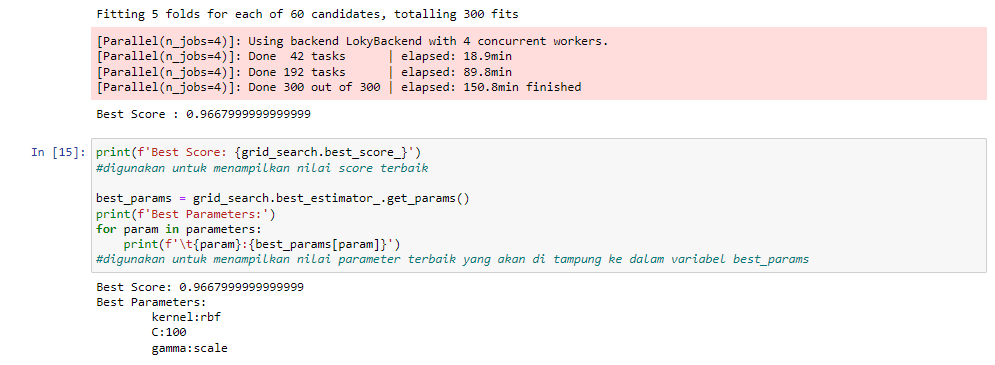 Fitting 5 folds for each of 60 candidates, totalling 300 fits
[Parallel(n_jobs=4)]: Using backend LokyBackend with 4 concurrent workers.
[Parallel(n_jobs=4)]: Done  42 tasks      | elapsed: 18.9min
[Parallel(n_jobs=4)]: Done 192 tasks      | elapsed: 89.8min
[Parallel(n_jobs=4)]: Done 300 out of 300 | elapsed: 150.8min finished
Best Score : 0.9667999999999999
In [15]: print(f'Best Score: {grid_search.best_score_}')
#digunakan untuk menampilkan nilai score terbaik
best_params = grid_search.best_estimator_.get_params()
print(f'Best Parameters:')
for param in parameters:
    print(f'\t{param}:{best_params[param]}')
#digunakan untuk menampilkan nilai parameter terbaik yang akan di tampung ke dalam variabel best_params
Best Score: 0.9667999999999999
Best Parameters:
        kernel:rbf
        C:100
        gamma:scale